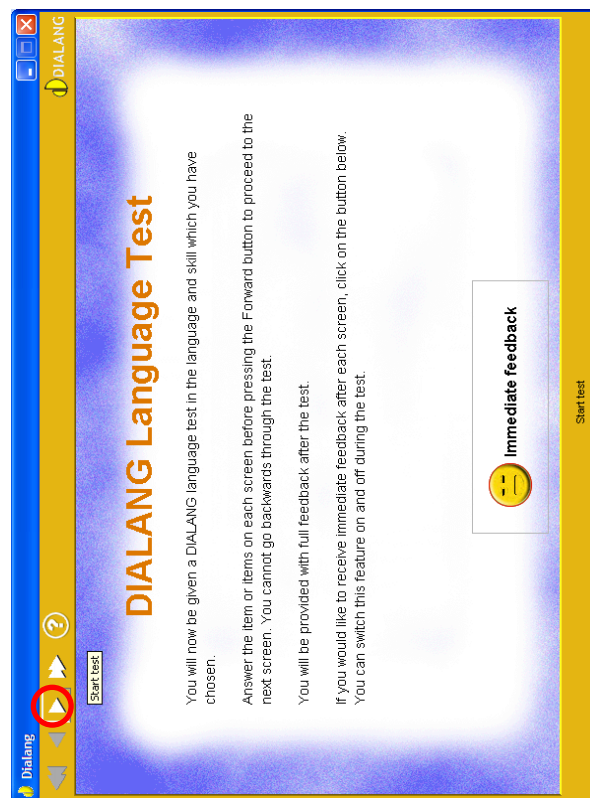 Dialang
DIALANG
Start test
DIALANG Language Test
You will now be given a DIALANG language test in the language and skill which you have
chosen.
Answer the item or items on each screen before pressing the Forward button to proceed to the
next screen. You cannot go backwards through the test.
You will be provided with full feedback after the test.
If you would like to receive immediate feedback after each screen, click on the button below.
You can switch this feature on and off during the test.
Immediate feedback
Start test